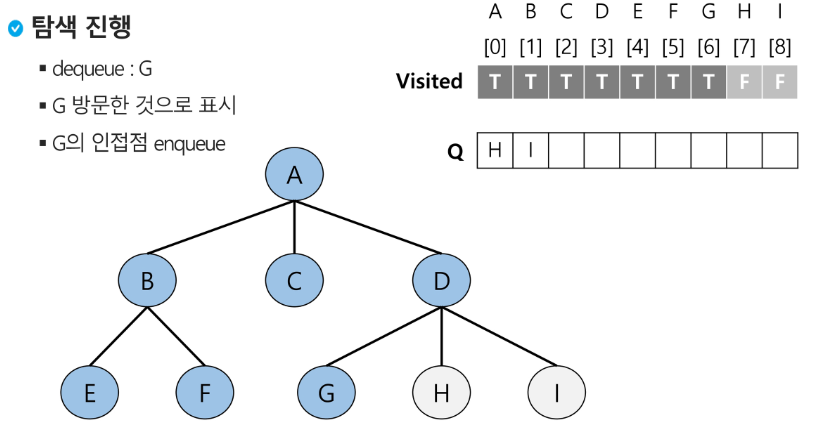 탐색 진행
▪ dequeue : G
▪ G 방문한 것으로 표시
▪ G의 인접점 enqueue
A B C D E F G H I
[0] [1] [2] [3] [4] [5] [6] [7] [8]
Visited T T T T T T T F F
Q H I
A
B C D
E F G H I